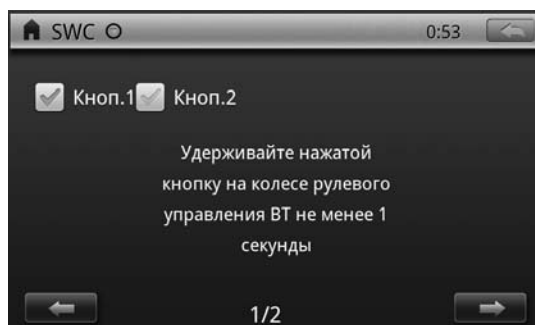 SWC 0:53
Кноп.1 Кноп.2
Удерживайте нажатой
кнопку на колесе рулевого
управления ВТ не менее 1
секунды
1/2